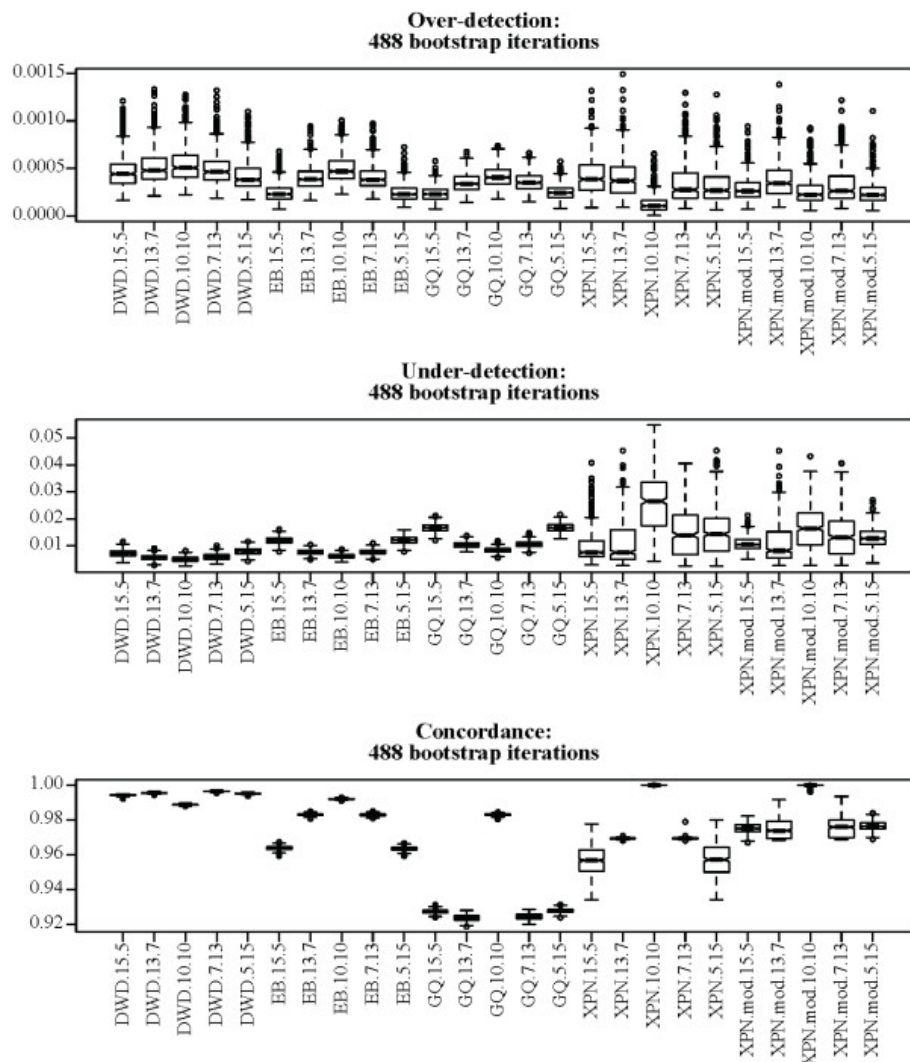 Over-detection:
488 bootstrap iterations
0.0015
0.0010
0.0005
0.0000
DWD.15.5
DWD.13.7
DWD.10.10
DWD.7.13
DWD.5.15
EB.15.5
EB.13.7
EB.10.10
EB.7.13
EB.5.15
GQ.15.5
GQ.13.7
GQ.10.10
GQ.7.13
GQ.5.15
XPN.15.5
XPN.13.7
XPN.10.10
XPN.7.13
XPN.5.15
XPN.mod.15.5
XPN.mod.13.7
XPN.mod.10.10
XPN.mod.7.13
XPN.mod.5.15
Under-detection:
488 bootstrap iterations
0.05
0.04
0.03
0.02
0.01
DWD.15.5
DWD.13.7
DWD.10.10
DWD.7.13
DWD.5.15
EB.15.5
EB.13.7
EB.10.10
EB.7.13
EB.5.15
GQ.15.5
GQ.13.7
GQ.10.10
GQ.7.13
GQ.5.15
XPN.15.5
XPN.13.7
XPN.10.10
XPN.7.13
XPN.5.15
XPN.mod.15.5
XPN.mod.13.7
XPN.mod.10.10
XPN.mod.7.13
XPN.mod.5.15
Concordance:
488 bootstrap iterations
1.00
0.98
0.96
0.94
0.92
DWD.15.5
DWD.13.7
DWD.10.10
DWD.7.13
DWD.5.15
EB.15.5
EB.13.7
EB.10.10
EB.7.13
EB.5.15
GQ.15.5
GQ.13.7
GQ.10.10
GQ.7.13
GQ.5.15
XPN.15.5
XPN.13.7
XPN.10.10
XPN.7.13
XPN.5.15
XPN.mod.15.5
XPN.mod.13.7
XPN.mod.10.10
XPN.mod.7.13
XPN.mod.5.15